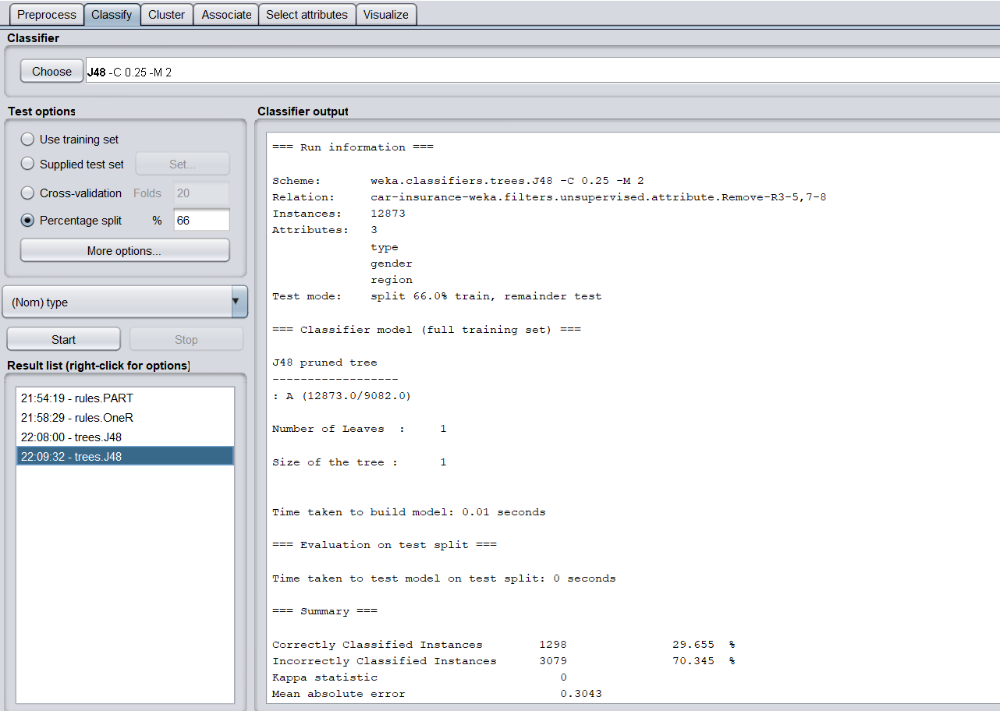 Preprocess Classify Cluster Associate Select attributes Visualize
Classifier
Choose J48 -C 0.25 -M 2
Test options
Use training set
Supplied test set Set...
Cross-validation Folds 20
Percentage split % 66
More options...
(Nom) type
Start Stop
Result list (right-click for options)
21:54:19 - rules.PART
21:58:29 - rules.OneR
22:08:00 - trees.J48
22:09:32 - trees.J48
Classifier output
=== Run information ===
Scheme: weka.classifiers.trees.J48 -C 0.25 -M 2
Relation: car-insurance-weka.filters.unsupervised.attribute.Remove-R3-5,7-8
Instances: 12873
Attributes: 3
type
gender
region
Test mode: split 66.0% train, remainder test
=== Classifier model (full training set) ===
J48 pruned tree
------------------
: A (12873.0/9082.0)
Number of Leaves : 1
Size of the tree : 1
Time taken to build model: 0.01 seconds
=== Evaluation on test split ===
Time taken to test model on test split: 0 seconds
=== Summary ===
Correctly Classified Instances 1298 29.655 %
Incorrectly Classified Instances 3079 70.345 %
Kappa statistic 0
Mean absolute error 0.3043